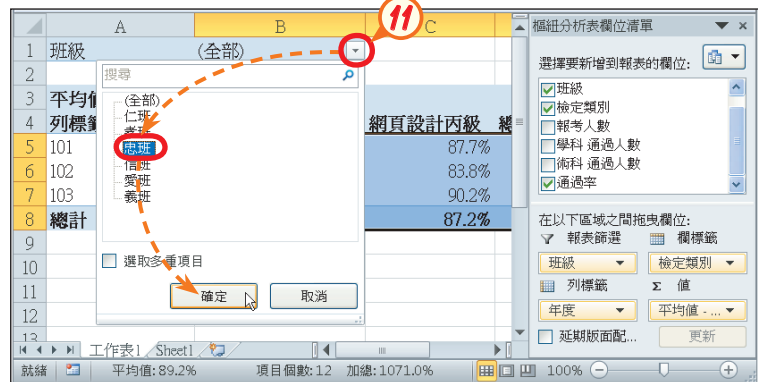 11
A B C
1 班級 (全部)
2
3 平均值
4 列標籤 網頁設計丙級 總
5 101 87.7%
6 102 83.8%
7 103 90.2%
8 總計 87.2%
9
10
11
12
13
搜尋
(全部)
仁班
孝班
忠班
信班
愛班
義班
選取多重項目
確定 取消
工作表1 Sheet1
就緒 平均值: 89.2% 項目個數: 12 加總: 1071.0% 100%
樞紐分析表欄位清單
選擇要新增到報表的欄位:
班級
檢定類別
報考人數
學科 通過人數
術科 通過人數
通過率
在以下區域之間拖曳欄位:
報表篩選 欄標籤
班級 檢定類別
列標籤 Σ 值
年度 平均值 - ...
延期版面配... 更新